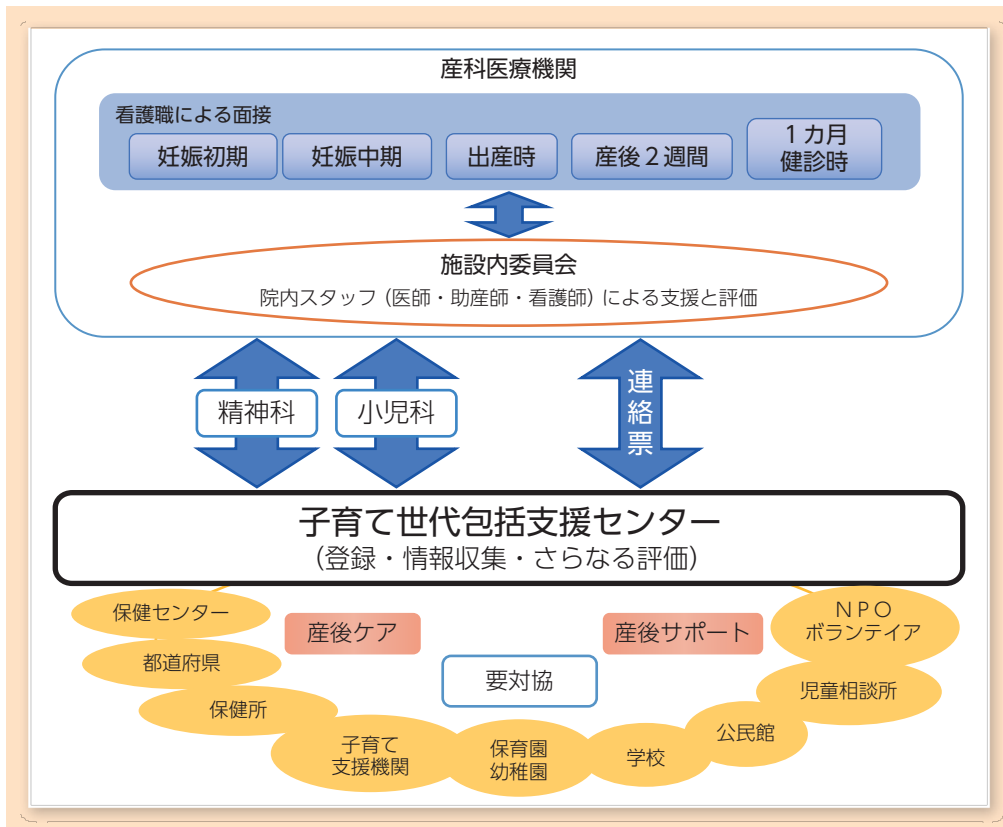 産科医療機関
看護職による面接
妊娠初期
妊娠中期
出産時
産後２週間
１カ月
健診時
施設内委員会
院内スタッフ（医師・助産師・看護師）による支援と評価
精神科
小児科
連絡票
子育て世代包括支援センター
（登録・情報収集・さらなる評価）
保健センター
都道府県
保健所
子育て
支援機関
保育園
幼稚園
学校
公民館
児童相談所
ＮＰＯ
ボランテイア
産後ケア
産後サポート
要対協